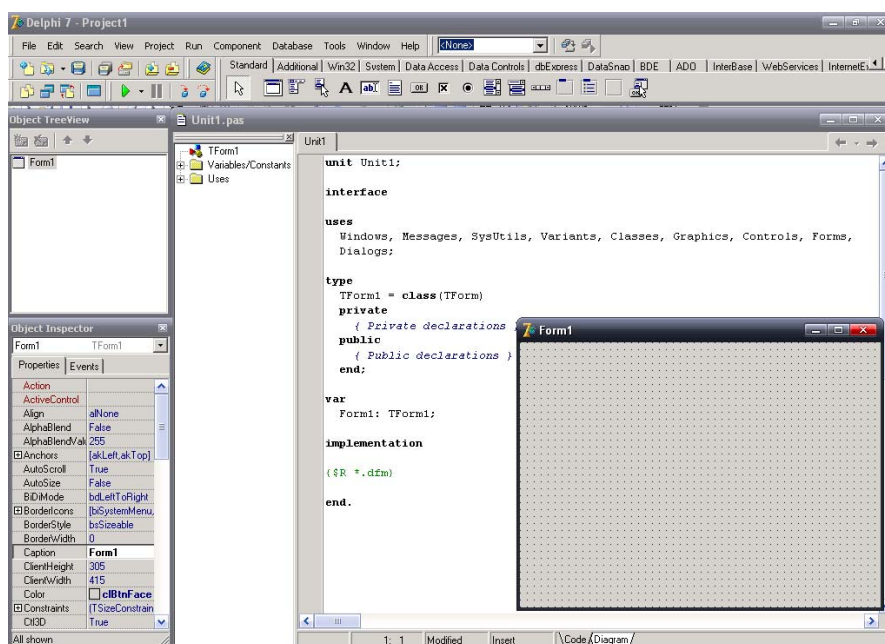 Delphi 7 - Project1
File Edit Search View Project Run Component Database Tools Window Help <None>
Standard Additional Win32 System Data Access Data Controls dbExpress DataSnap BDE ADO InterBase WebServices
Object TreeView
Form1
Unit1.pas
TForm1
Variables/Constants
Uses
Unit1
unit Unit1;
interface
uses
Windows, Messages, SysUtils, Variants, Classes, Graphics, Controls, Forms,
Dialogs;
type
TForm1 = class(TForm)
private
{ Private declarations }
public
{ Public declarations }
end;
var
Form1: TForm1;
implementation
{$R *.dfm}
end.
Form1
Object Inspector
Form1 TForm1
Properties Events
Action
ActiveControl
Align alNone
AlphaBlend False
AlphaBlendVal 255
Anchors [akLeft,akTop]
AutoScroll True
AutoSize False
BiDiMode bdLeftToRight
BorderIcons [biSystemMenu,
BorderStyle bsSizeable
BorderWidth 0
Caption Form1
ClientHeight 305
ClientWidth 415
Color clBtnFace
Constraints (TSizeConstrain
Ctl3D True
All shown
1: 1 Modified Insert Code Diagram